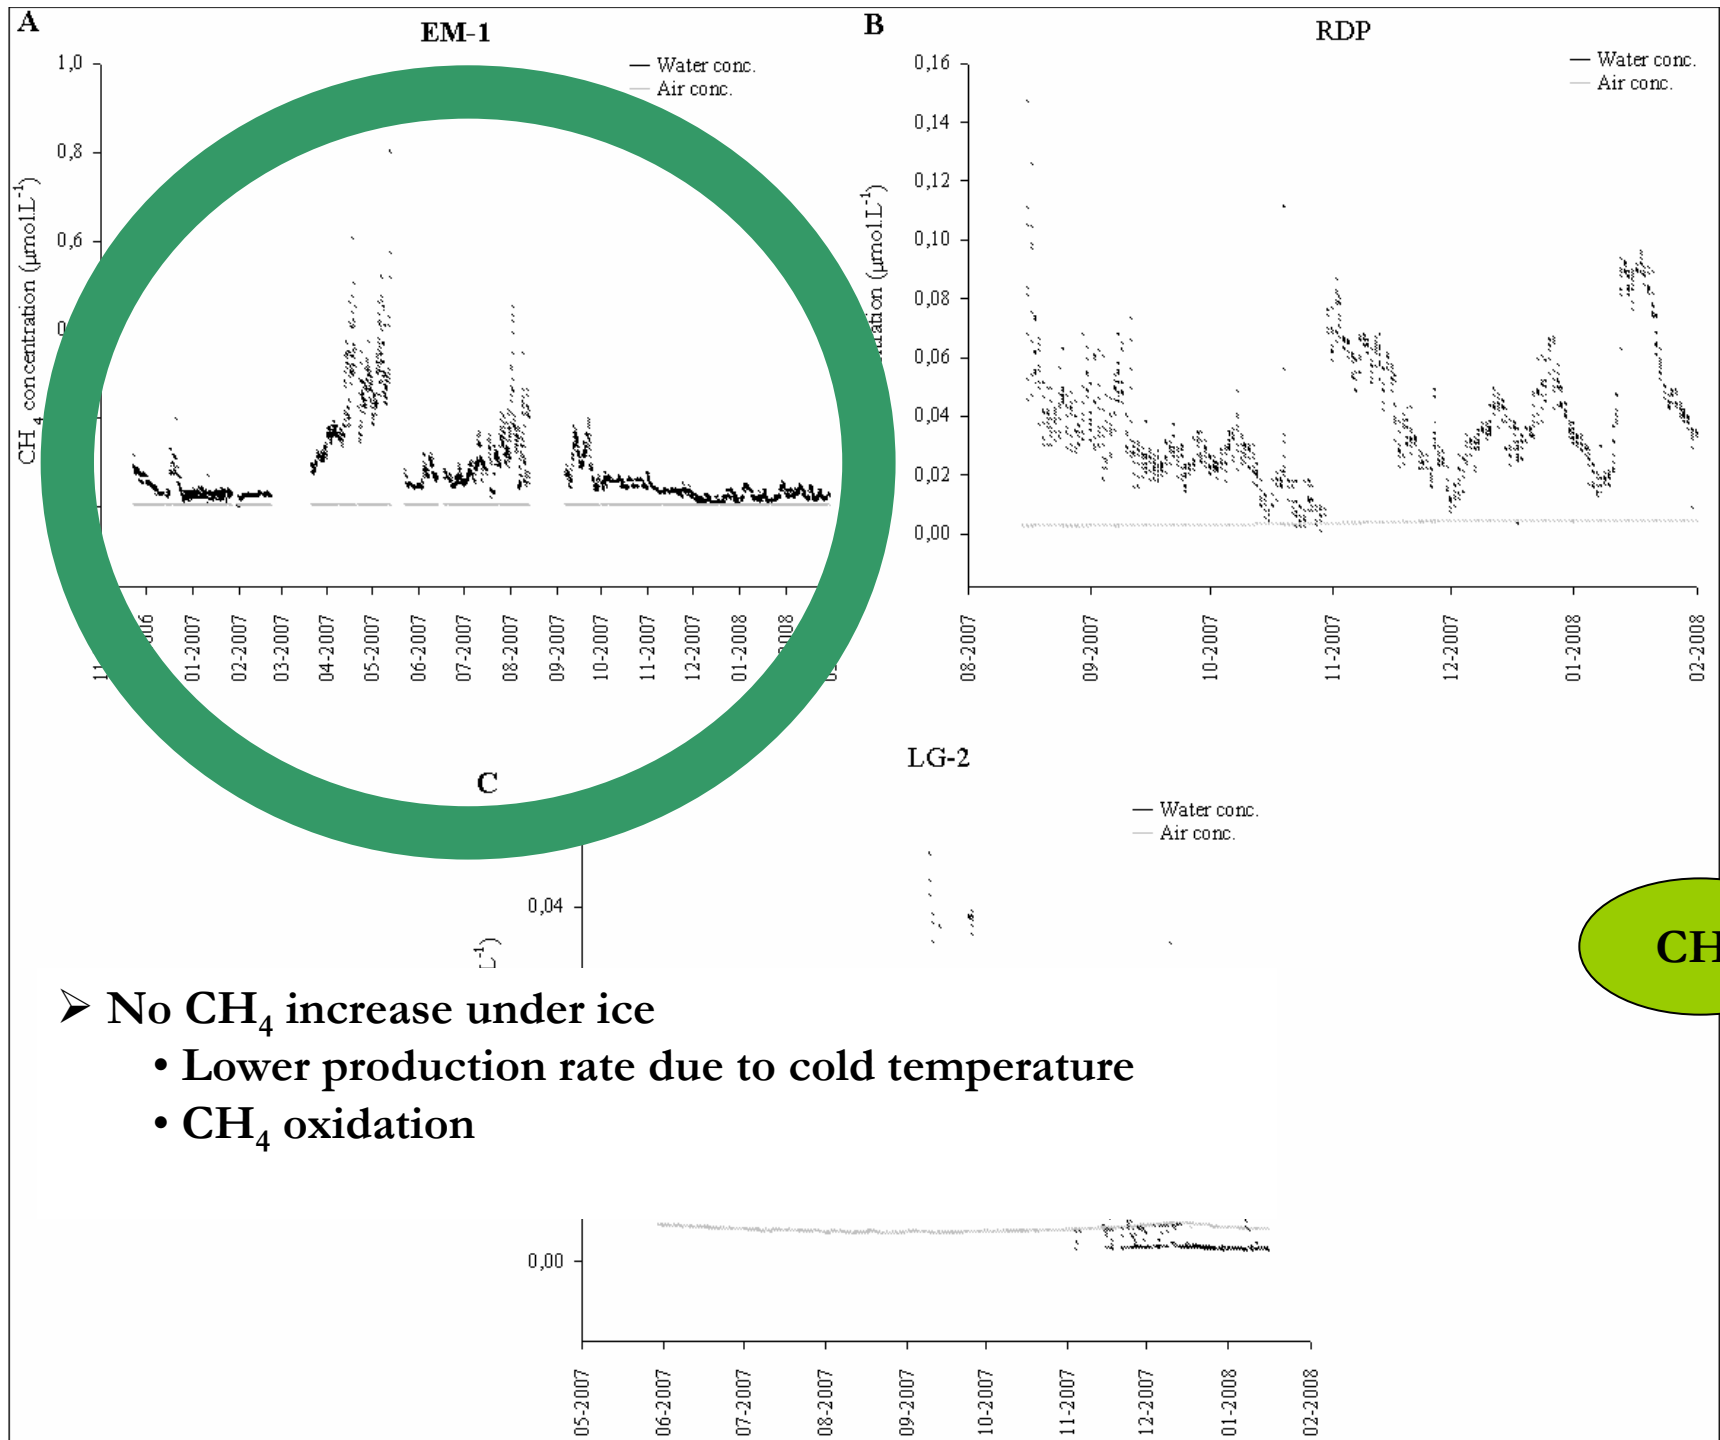 A
EM-1
Water conc.
Air conc.
1,0
0,8
0,6
CH4 concentration (µmol.L-1)
01-2007
02-2007
03-2007
04-2007
05-2007
06-2007
07-2007
08-2007
09-2007
10-2007
11-2007
12-2007
01-2008
B
RDP
Water conc.
Air conc.
0,16
0,14
0,12
0,10
0,08
0,06
0,04
0,02
0,00
(µmol.L-1)
08-2007
09-2007
10-2007
11-2007
12-2007
01-2008
02-2008
C
LG-2
Water conc.
Air conc.
0,04
➢ No CH4 increase under ice
• Lower production rate due to cold temperature
• CH4 oxidation
CH
0,00
05-2007
06-2007
07-2007
08-2007
09-2007
10-2007
11-2007
12-2007
01-2008
02-2008